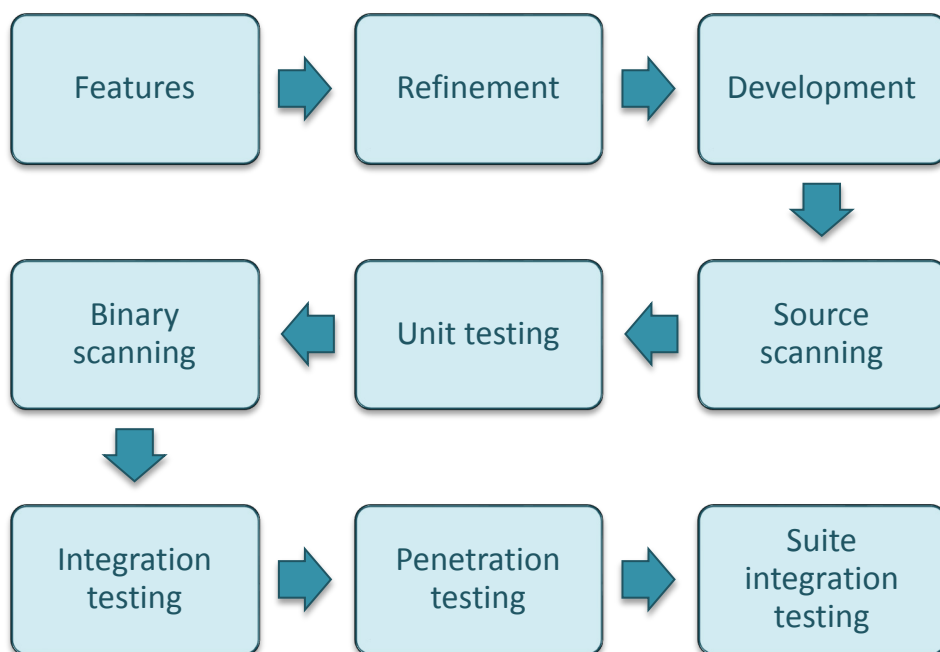 Features
Refinement
Development
Source
scanning
Unit testing
Binary
scanning
Integration
testing
Penetration
testing
Suite
integration
testing